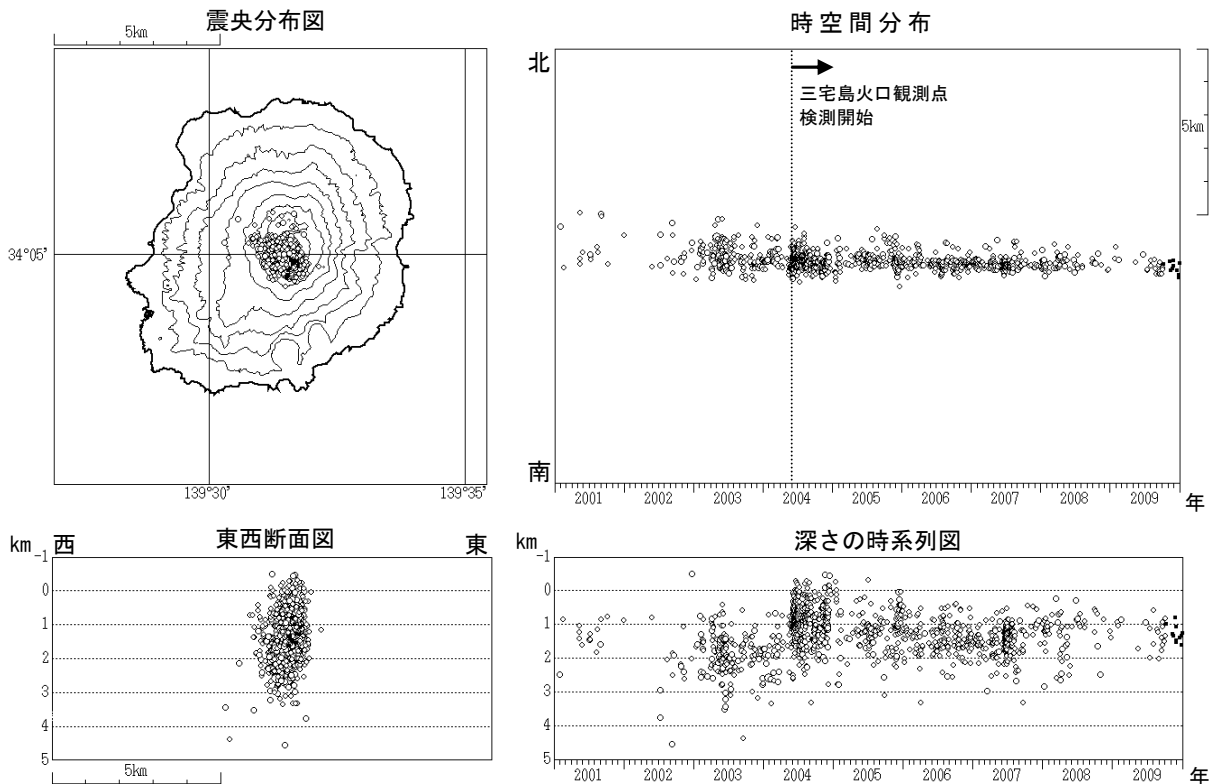 震央分布図
5km
34°05'
139°30'
139°35'
時空間分布
北
三宅島火口観測点
検測開始
5km
南
2001 2002 2003 2004 2005 2006 2007 2008 2009 年
東西断面図
km 西 東
-1
0
1
2
3
4
5
5km
深さの時系列図
km
-1
0
1
2
3
4
5
2001 2002 2003 2004 2005 2006 2007 2008 2009 年